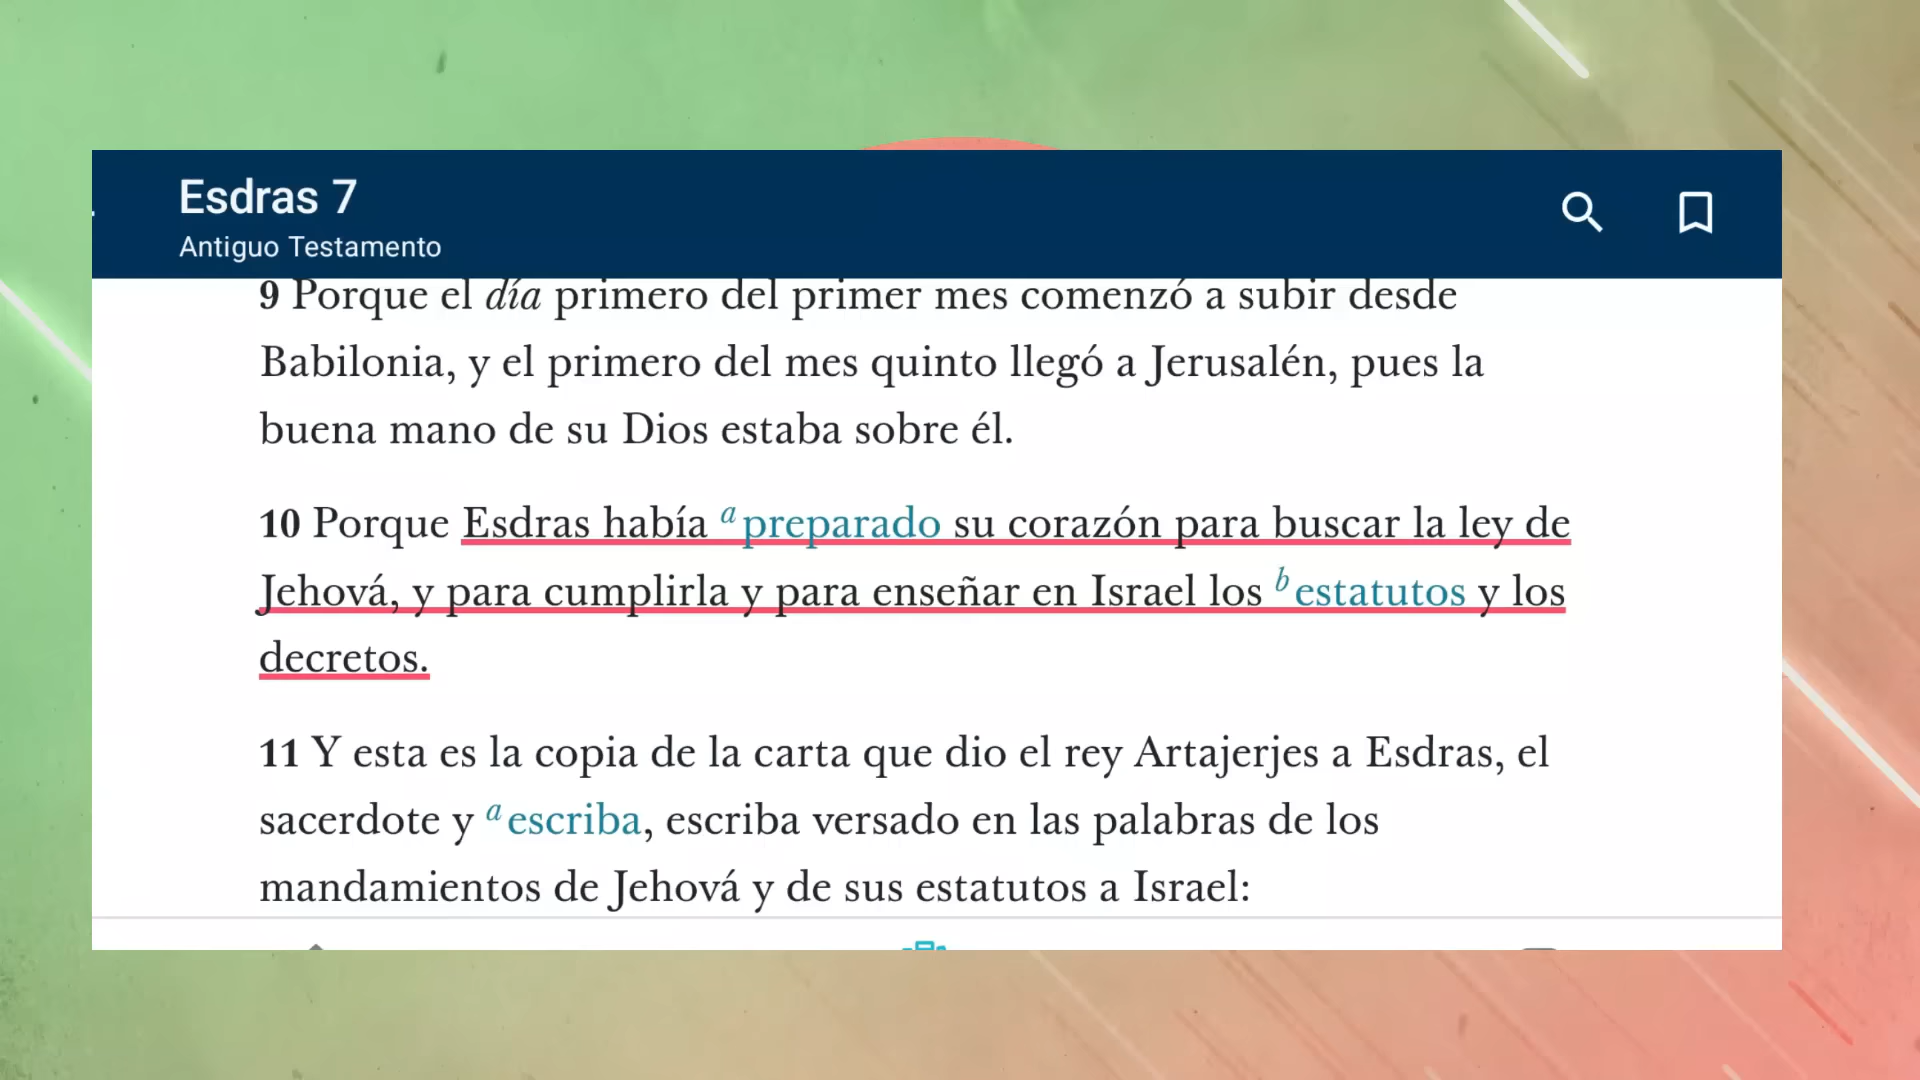 Esdras 7
Antiguo Testamento
9 Porque el día primero del primer mes comenzó a subir desde
Babilonia, y el primero del mes quinto llegó a Jerusalén, pues la
buena mano de su Dios estaba sobre él.
10 Porque Esdras había a preparado su corazón para buscar la ley de
Jehová, y para cumplirla y para enseñar en Israel los b estatutos y los
decretos.
11 Y esta es la copia de la carta que dio el rey Artajerjes a Esdras, el
sacerdote y a escriba, escriba versado en las palabras de los
mandamientos de Jehová y de sus estatutos a Israel: